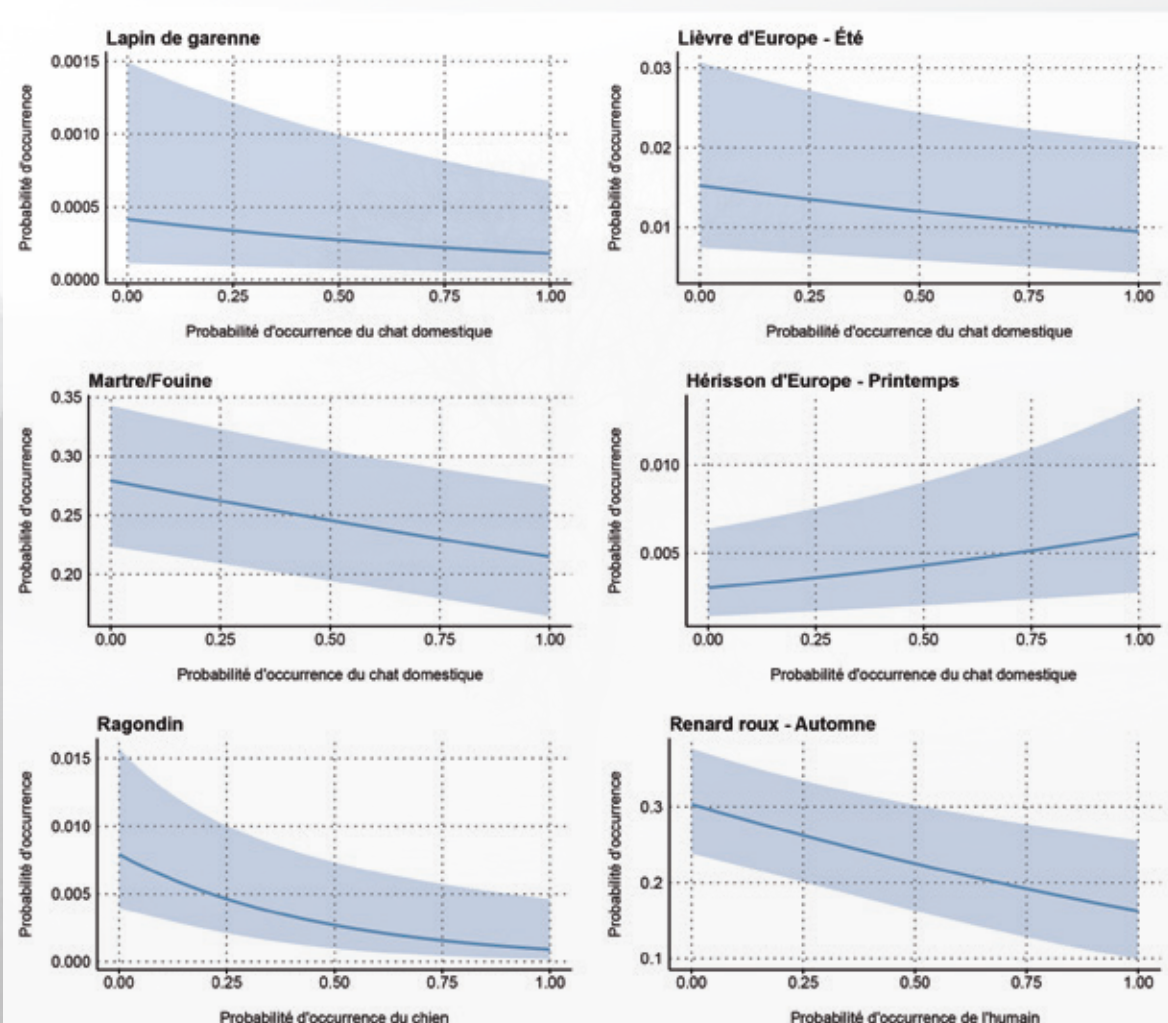 Lapin de garenne
Probabilité d'occurrence
0.0015
0.0010
0.0005
0.0000
0.00 0.25 0.50 0.75 1.00
Probabilité d'occurrence du chat domestique
Lièvre d'Europe - Été
Probabilité d'occurrence
0.03
0.02
0.01
0.00 0.25 0.50 0.75 1.00
Probabilité d'occurrence du chat domestique
Martre/Fouine
Probabilité d'occurrence
0.35
0.30
0.25
0.20
0.00 0.25 0.50 0.75 1.00
Probabilité d'occurrence du chat domestique
Hérisson d'Europe - Printemps
Probabilité d'occurrence
0.010
0.005
0.00 0.25 0.50 0.75 1.00
Probabilité d'occurrence du chat domestique
Ragondin
Probabilité d'occurrence
0.015
0.010
0.005
0.000
0.00 0.25 0.50 0.75 1.00
Probabilité d'occurrence du chien
Renard roux - Automne
Probabilité d'occurrence
0.3
0.2
0.1
0.00 0.25 0.50 0.75 1.00
Probabilité d'occurrence de l'humain